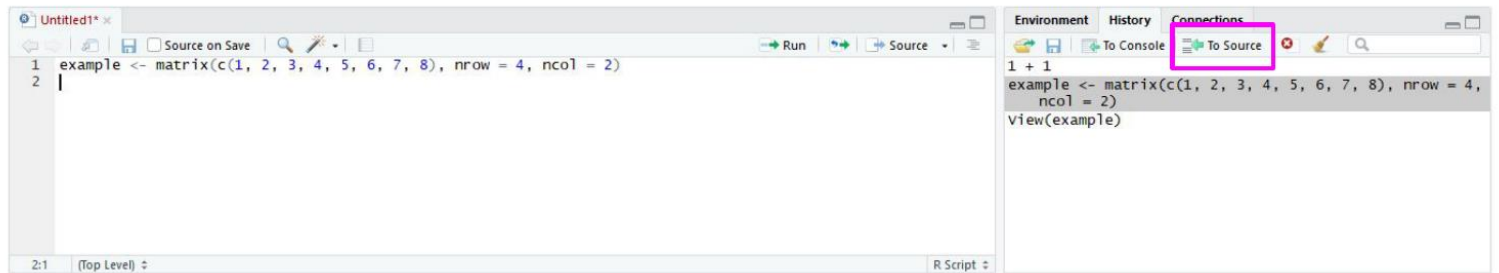 Untitled1*
Source on Save
Run
Source
1 example <- matrix(c(1, 2, 3, 4, 5, 6, 7, 8), nrow = 4, ncol = 2)
2
2:1 (Top Level)
R Script
Environment History Connections
To Console To Source
1 + 1
example <- matrix(c(1, 2, 3, 4, 5, 6, 7, 8), nrow = 4,
ncol = 2)
View(example)